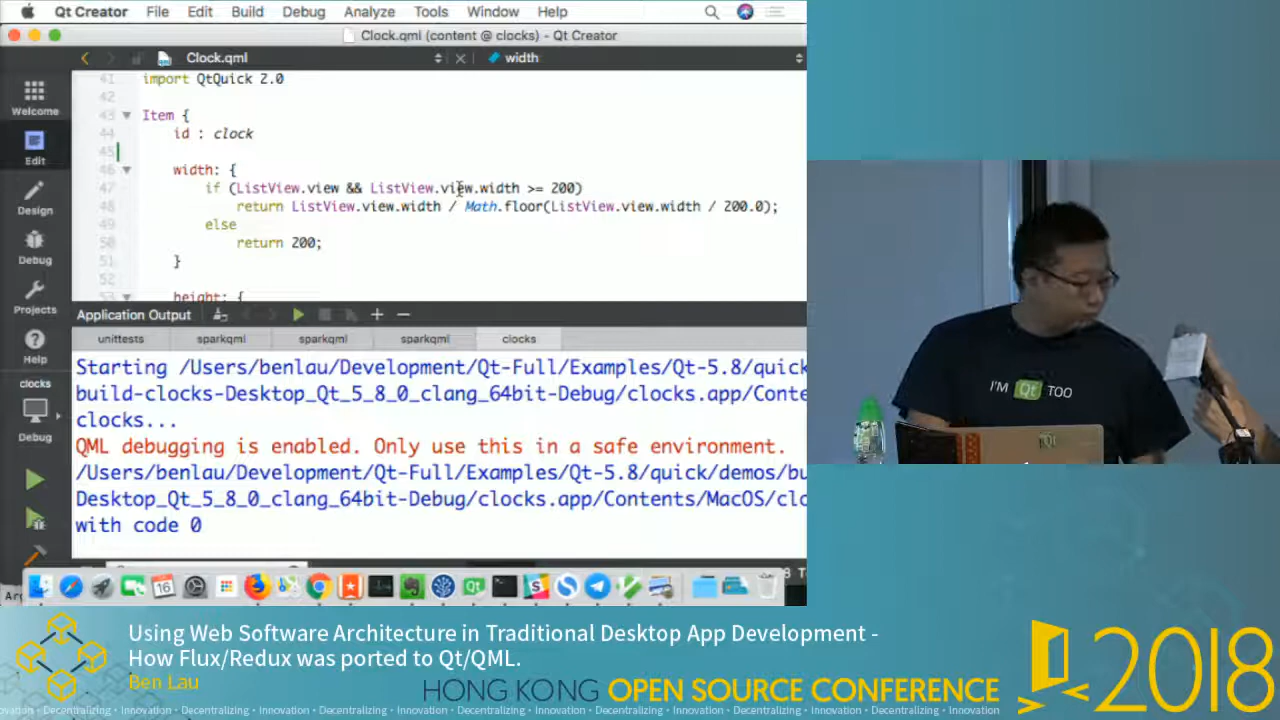 Qt Creator File Edit Build Debug Analyze Tools Window Help
Clock.qml (content @ clocks) - Qt Creator
Clock.qml width
Welcome
Edit
Design
Debug
Projects
Help
clocks
Debug
41 import QtQuick 2.0
42
43 Item {
44 id : clock
45
46 width: {
47 if (ListView.view && ListView.view.width >= 200)
48 return ListView.view.width / Math.floor(ListView.view.width / 200.0);
49 else
50 return 200;
51 }
52
53 height: {
Application Output
unittests sparkqml sparkqml sparkqml clocks
Starting /Users/benlau/Development/Qt-Full/Examples/Qt-5.8/quick
build-clocks-Desktop_Qt_5_8_0_clang_64bit-Debug/clocks.app/Conte
clocks...
QML debugging is enabled. Only use this in a safe environment.
/Users/benlau/Development/Qt-Full/Examples/Qt-5.8/quick/demos/bu
Desktop_Qt_5_8_0_clang_64bit-Debug/clocks.app/Contents/MacOS/clo
with code 0
16
I'M Qt TOO
Using Web Software Architecture in Traditional Desktop App Development -
How Flux/Redux was ported to Qt/QML.
Ben Lau
HONG KONG OPEN SOURCE CONFERENCE 2018
Innovation • Decentralizing • Innovation • Decentralizing • Innovation • Decentralizing • Innovation • Decentralizing • Innovation • Decentralizing • Innovation • Decentralizing • Innovation